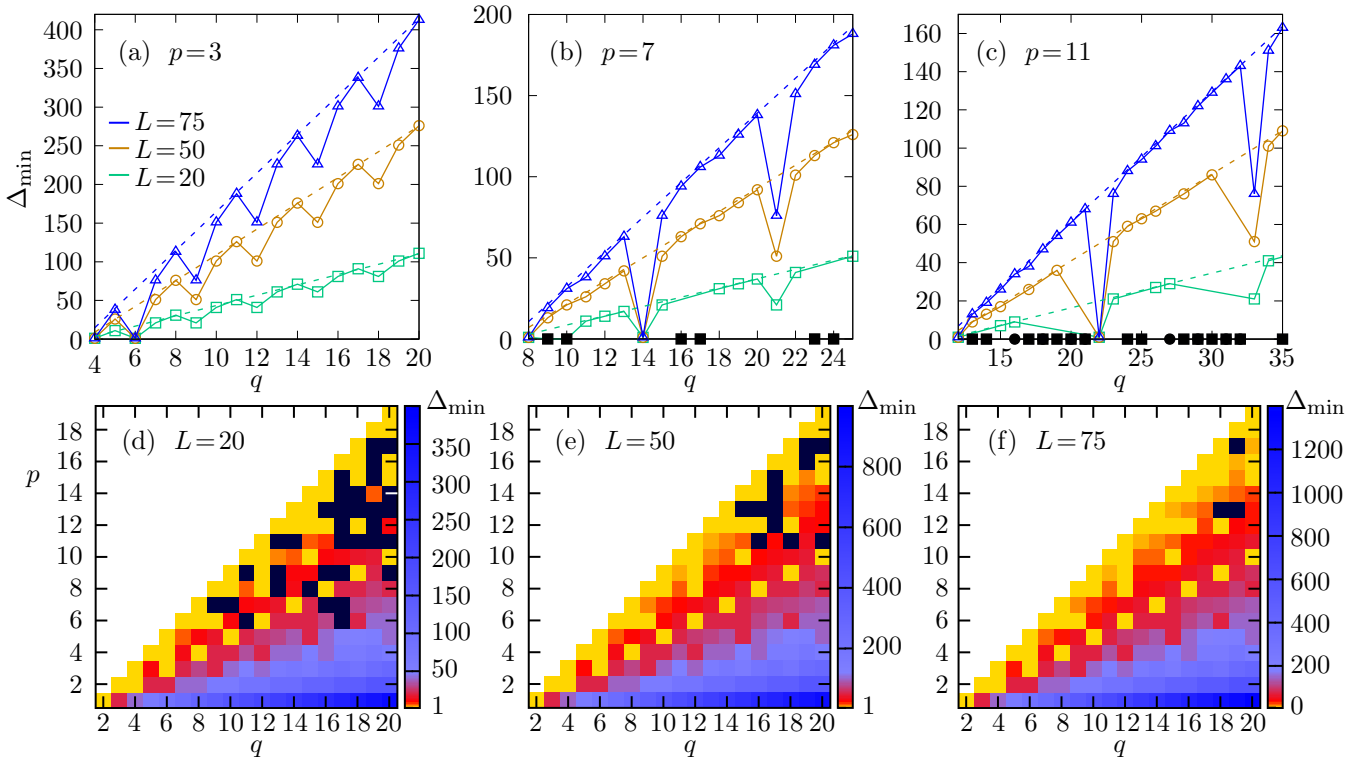 (a) p=3
Δmin
L=75
L=50
L=20
0
50
100
150
200
250
300
350
400
4 6 8 10 12 14 16 18 20
q
(b) p=7
0
50
100
150
200
8 10 12 14 16 18 20 22 24
q
(c) p=11
0
20
40
60
80
100
120
140
160
15 20 25 30 35
q
(d) L=20
Δmin
p
2
4
6
8
10
12
14
16
18
2 4 6 8 10 12 14 16 18 20
q
1
50
100
150
200
250
300
350
(e) L=50
Δmin
2
4
6
8
10
12
14
16
18
2 4 6 8 10 12 14 16 18 20
q
1
200
400
600
800
(f) L=75
Δmin
2
4
6
8
10
12
14
16
18
2 4 6 8 10 12 14 16 18 20
q
0
200
400
600
800
1000
1200